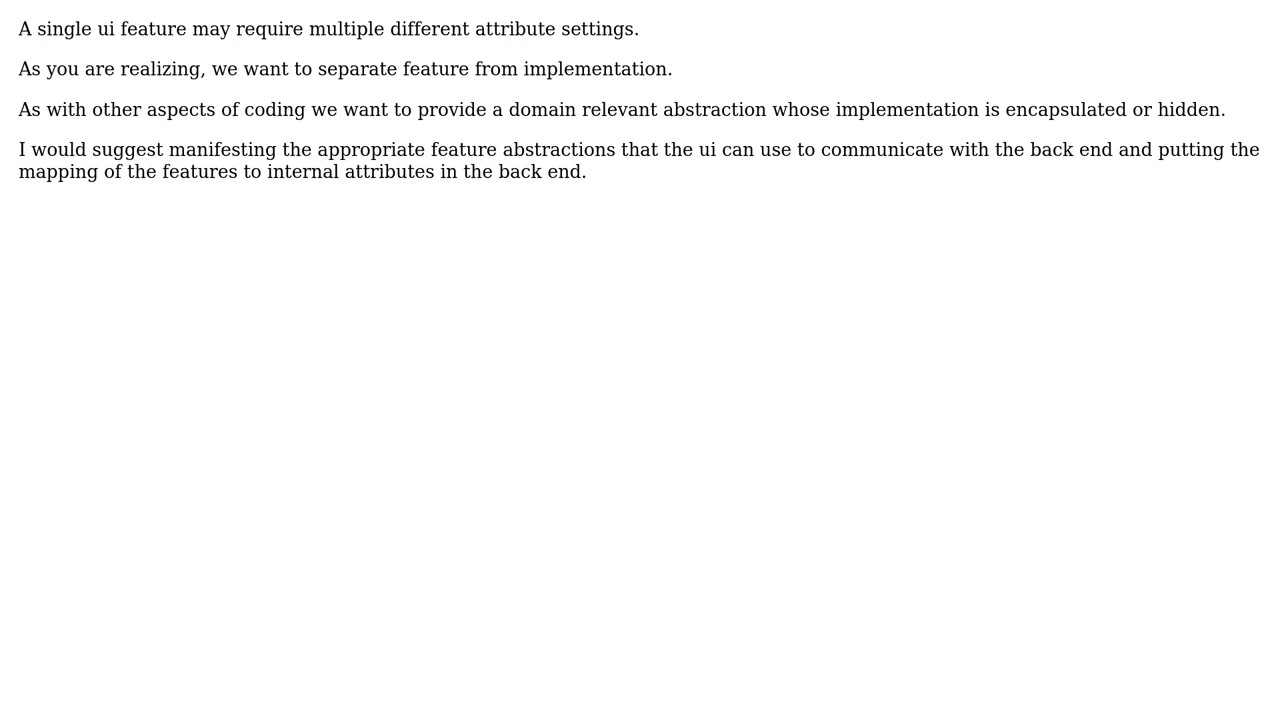 A single ui feature may require multiple different attribute settings.
As you are realizing, we want to separate feature from implementation.
As with other aspects of coding we want to provide a domain relevant abstraction whose implementation is encapsulated or hidden.
I would suggest manifesting the appropriate feature abstractions that the ui can use to communicate with the back end and putting the
mapping of the features to internal attributes in the back end.